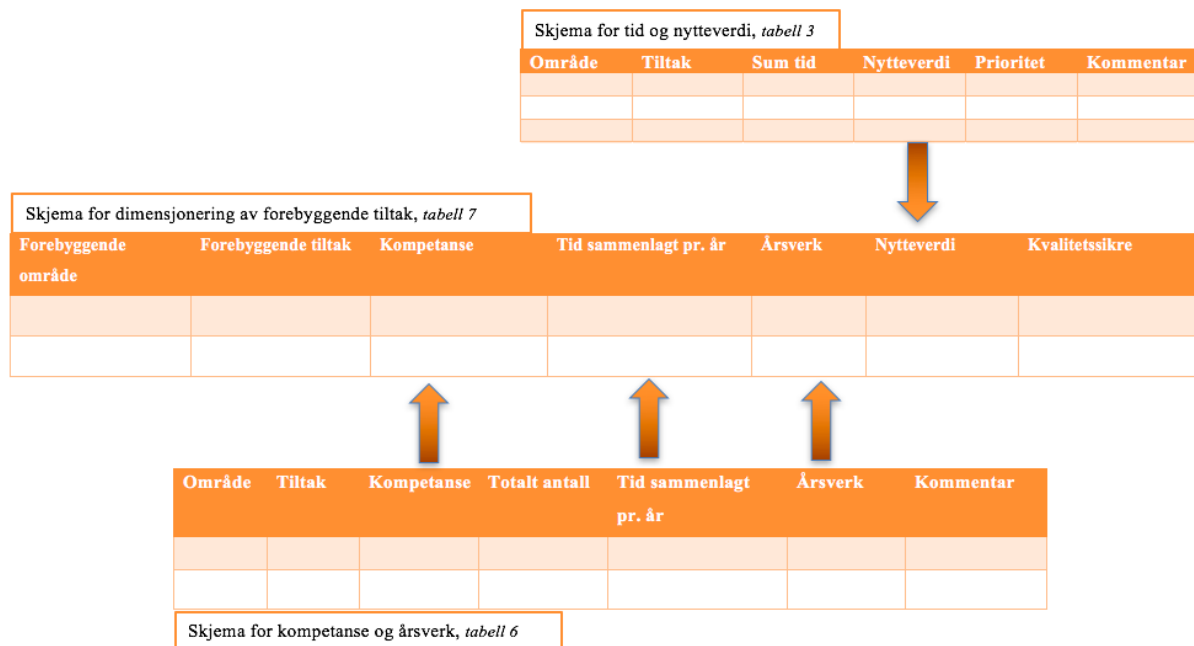 Skjema for tid og nytteverdi, tabell 3
Område Tiltak Sum tid Nytteverdi Prioritet Kommentar
Skjema for dimensjonering av forebyggende tiltak, tabell 7
Forebyggende område Forebyggende tiltak Kompetanse Tid sammenlagt pr. år Årsverk Nytteverdi Kvalitetssikre
Område Tiltak Kompetanse Totalt antall Tid sammenlagt pr. år Årsverk Kommentar
Skjema for kompetanse og årsverk, tabell 6